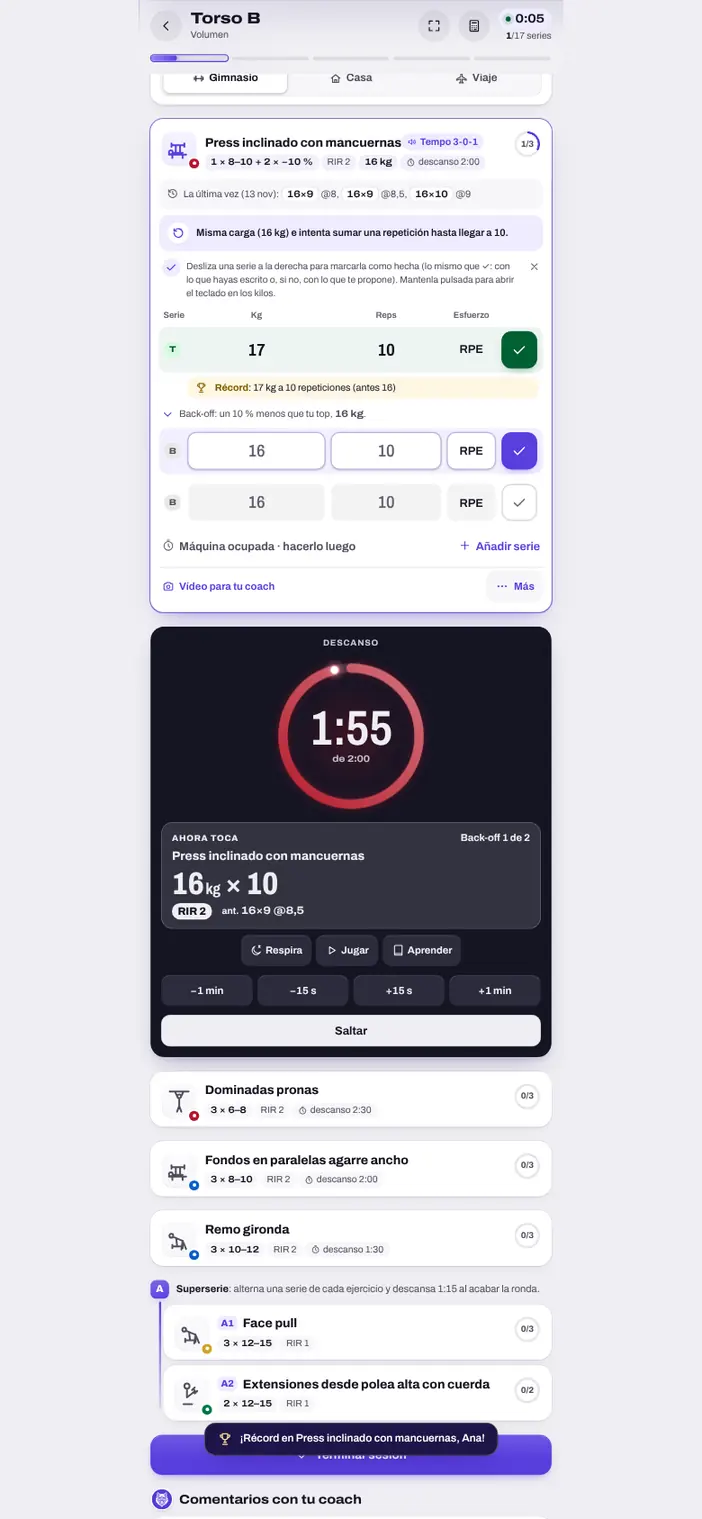 Torso B
Volumen
0:05
1/17 series
Gimnasio
Casa
Viaje
Press inclinado con mancuernas
Tempo 3-0-1
1/3
1 × 8–10 + 2 × −10 %
RIR 2
16 kg
descanso 2:00
La última vez (13 nov): 16×9 @8, 16×9 @8,5, 16×10 @9
Misma carga (16 kg) e intenta sumar una repetición hasta llegar a 10.
Desliza una serie a la derecha para marcarla como hecha (lo mismo que ✓: con
lo que hayas escrito o, si no, con lo que te propone). Mantenla pulsada para abrir
el teclado en los kilos.
Serie Kg Reps Esfuerzo
T 17 10 RPE
Récord: 17 kg a 10 repeticiones (antes 16)
Back-off: un 10 % menos que tu top, 16 kg.
B 16 10 RPE
B 16 10 RPE
Máquina ocupada · hacerlo luego
+ Añadir serie
Vídeo para tu coach
··· Más
DESCANSO
1:55
de 2:00
AHORA TOCA
Back-off 1 de 2
Press inclinado con mancuernas
16kg × 10
RIR 2 ant. 16×9 @8,5
Respira
Jugar
Aprender
−1 min
−15 s
+15 s
+1 min
Saltar
Dominadas pronas
3 × 6–8 RIR 2 descanso 2:30
0/3
Fondos en paralelas agarre ancho
3 × 8–10 RIR 2 descanso 2:00
0/3
Remo gironda
3 × 10–12 RIR 2 descanso 1:30
0/3
A Superserie: alterna una serie de cada ejercicio y descansa 1:15 al acabar la ronda.
A1 Face pull
3 × 12–15 RIR 1
0/3
A2 Extensiones desde polea alta con cuerda
2 × 12–15 RIR 1
0/2
¡Récord en Press inclinado con mancuernas, Ana!
Terminar sesión
Comentarios con tu coach